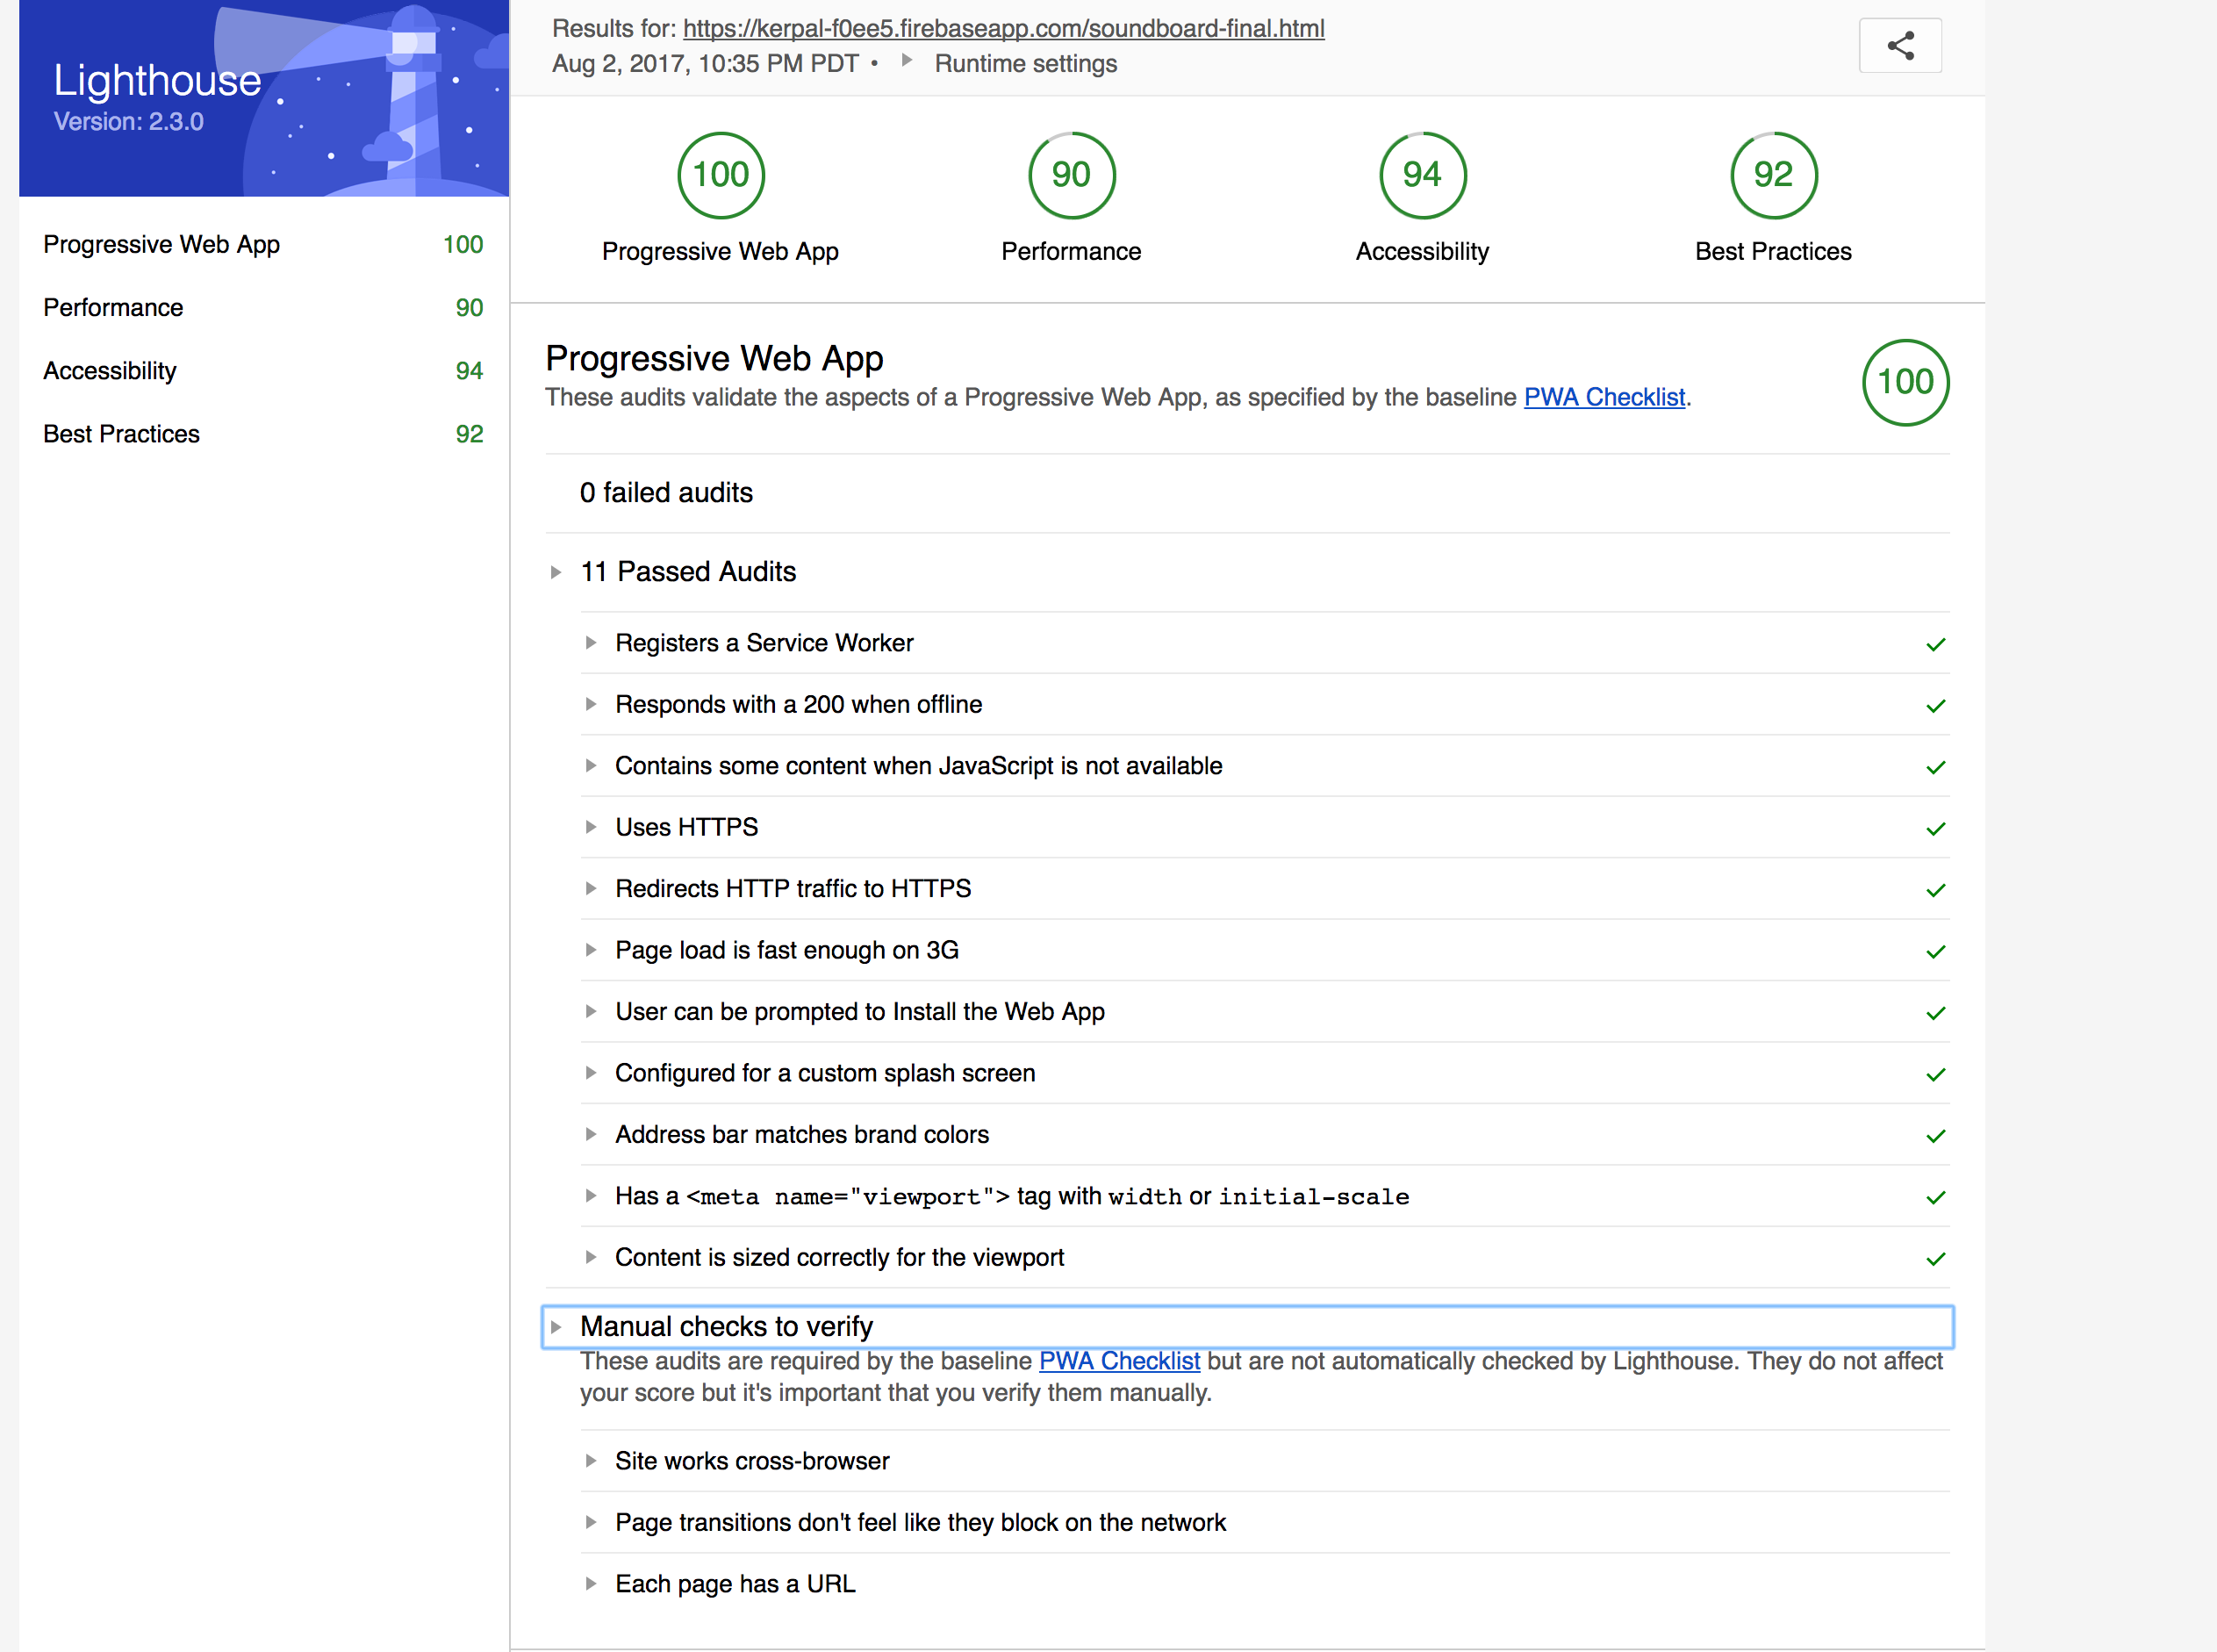 Lighthouse
Version: 2.3.0
Progressive Web App 100
Performance 90
Accessibility 94
Best Practices 92
Results for: https://kerpal-f0ee5.firebaseapp.com/soundboard-final.html
Aug 2, 2017, 10:35 PM PDT • Runtime settings
100 90 94 92
Progressive Web App Performance Accessibility Best Practices
Progressive Web App
These audits validate the aspects of a Progressive Web App, as specified by the baseline PWA Checklist.
100
0 failed audits
11 Passed Audits
Registers a Service Worker
Responds with a 200 when offline
Contains some content when JavaScript is not available
Uses HTTPS
Redirects HTTP traffic to HTTPS
Page load is fast enough on 3G
User can be prompted to Install the Web App
Configured for a custom splash screen
Address bar matches brand colors
Has a <meta name="viewport"> tag with width or initial-scale
Content is sized correctly for the viewport
Manual checks to verify
These audits are required by the baseline PWA Checklist but are not automatically checked by Lighthouse. They do not affect
your score but it's important that you verify them manually.
Site works cross-browser
Page transitions don't feel like they block on the network
Each page has a URL